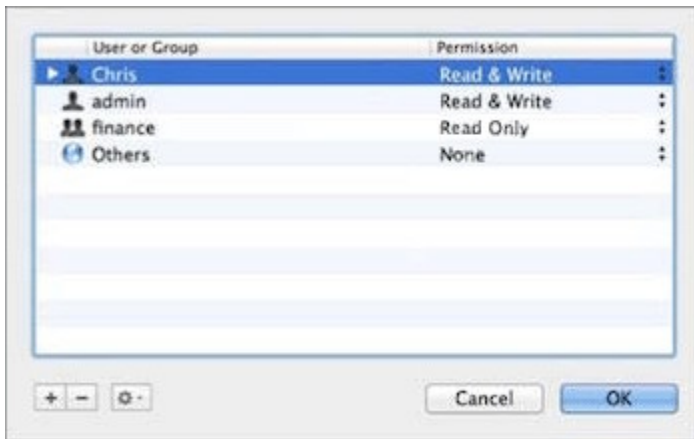 User or Group Permission
Chris Read & Write
admin Read & Write
finance Read Only
Others None
+ - Cancel OK